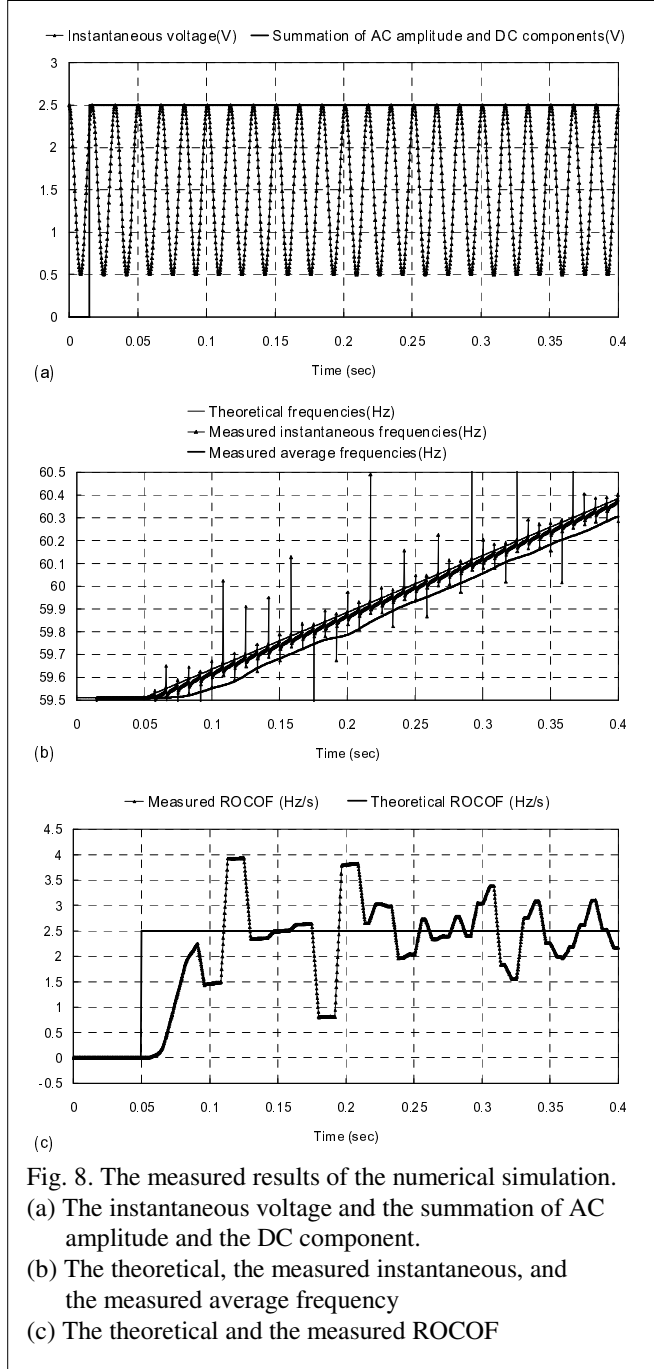 Instantaneous voltage(V) Summation of AC amplitude and DC components(V)
3
2.5
2
1.5
1
0.5
0
0 0.05 0.1 0.15 0.2 0.25 0.3 0.35 0.4
Time (sec)
(a)
Theoretical frequencies(Hz)
Measured instantaneous frequencies(Hz)
Measured average frequencies(Hz)
60.5
60.4
60.3
60.2
60.1
60
59.9
59.8
59.7
59.6
59.5
0 0.05 0.1 0.15 0.2 0.25 0.3 0.35 0.4
Time (sec)
(b)
Measured ROCOF (Hz/s) Theoretical ROCOF (Hz/s)
4.5
4
3.5
3
2.5
2
1.5
1
0.5
0
-0.5
0 0.05 0.1 0.15 0.2 0.25 0.3 0.35 0.4
Time (sec)
(c)
Fig. 8. The measured results of the numerical simulation.
(a) The instantaneous voltage and the summation of AC
amplitude and the DC component.
(b) The theoretical, the measured instantaneous, and
the measured average frequency
(c) The theoretical and the measured ROCOF